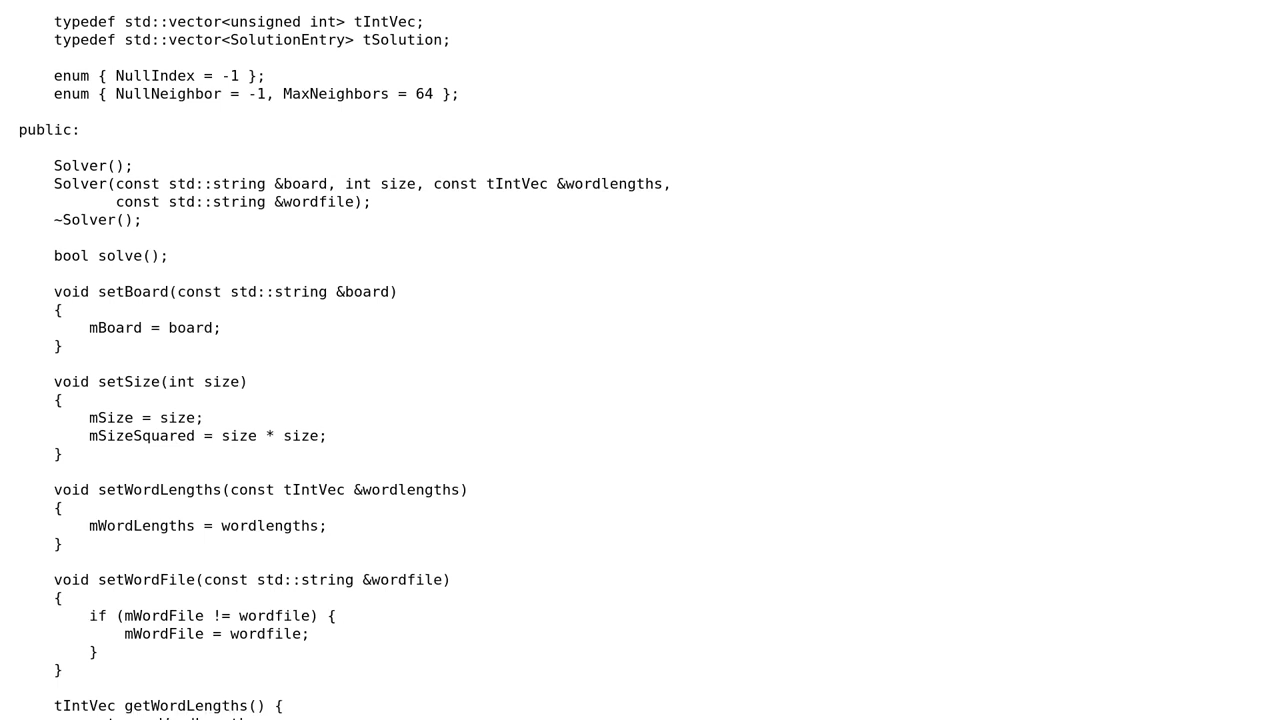 typedef std::vector<unsigned int> tIntVec;
    typedef std::vector<SolutionEntry> tSolution;

    enum { NullIndex = -1 };
    enum { NullNeighbor = -1, MaxNeighbors = 64 };

public:

    Solver();
    Solver(const std::string &board, int size, const tIntVec &wordlengths,
           const std::string &wordfile);
    ~Solver();

    bool solve();

    void setBoard(const std::string &board)
    {
        mBoard = board;
    }

    void setSize(int size)
    {
        mSize = size;
        mSizeSquared = size * size;
    }

    void setWordLengths(const tIntVec &wordlengths)
    {
        mWordLengths = wordlengths;
    }

    void setWordFile(const std::string &wordfile)
    {
        if (mWordFile != wordfile) {
            mWordFile = wordfile;
        }
    }

    tIntVec getWordLengths() {